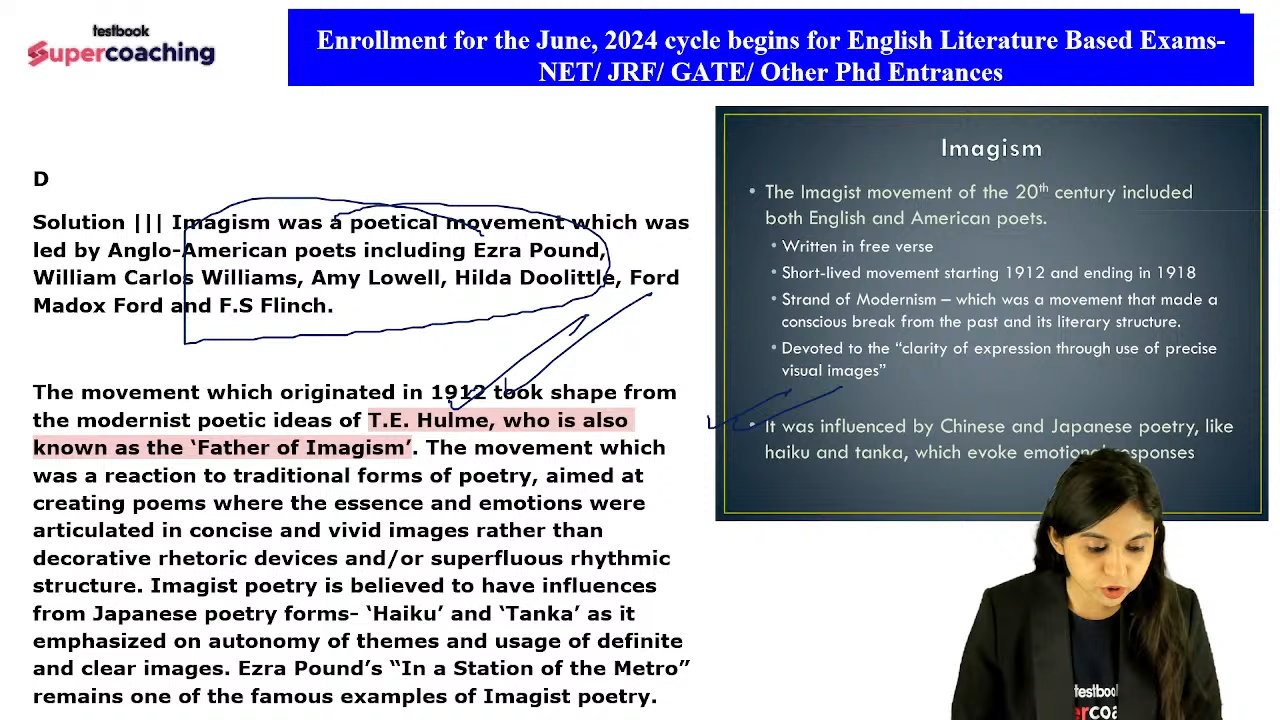 testbook
Supercoaching
Enrollment for the June, 2024 cycle begins for English Literature Based Exams-
NET/ JRF/ GATE/ Other Phd Entrances
D
Solution ||| Imagism was a poetical movement which was
led by Anglo-American poets including Ezra Pound,
William Carlos Williams, Amy Lowell, Hilda Doolittle, Ford
Madox Ford and F.S Flinch.
The movement which originated in 1912 took shape from
the modernist poetic ideas of T.E. Hulme, who is also
known as the ‘Father of Imagism’. The movement which
was a reaction to traditional forms of poetry, aimed at
creating poems where the essence and emotions were
articulated in concise and vivid images rather than
decorative rhetoric devices and/or superfluous rhythmic
structure. Imagist poetry is believed to have influences
from Japanese poetry forms- ‘Haiku’ and ‘Tanka’ as it
emphasized on autonomy of themes and usage of definite
and clear images. Ezra Pound’s “In a Station of the Metro”
remains one of the famous examples of Imagist poetry.
Imagism
• The Imagist movement of the 20th century included
both English and American poets.
• Written in free verse
• Short-lived movement starting 1912 and ending in 1918
• Strand of Modernism – which was a movement that made a
conscious break from the past and its literary structure.
• Devoted to the “clarity of expression through use of precise
visual images”
• It was influenced by Chinese and Japanese poetry, like
haiku and tanka, which evoke emotional responses
testbook